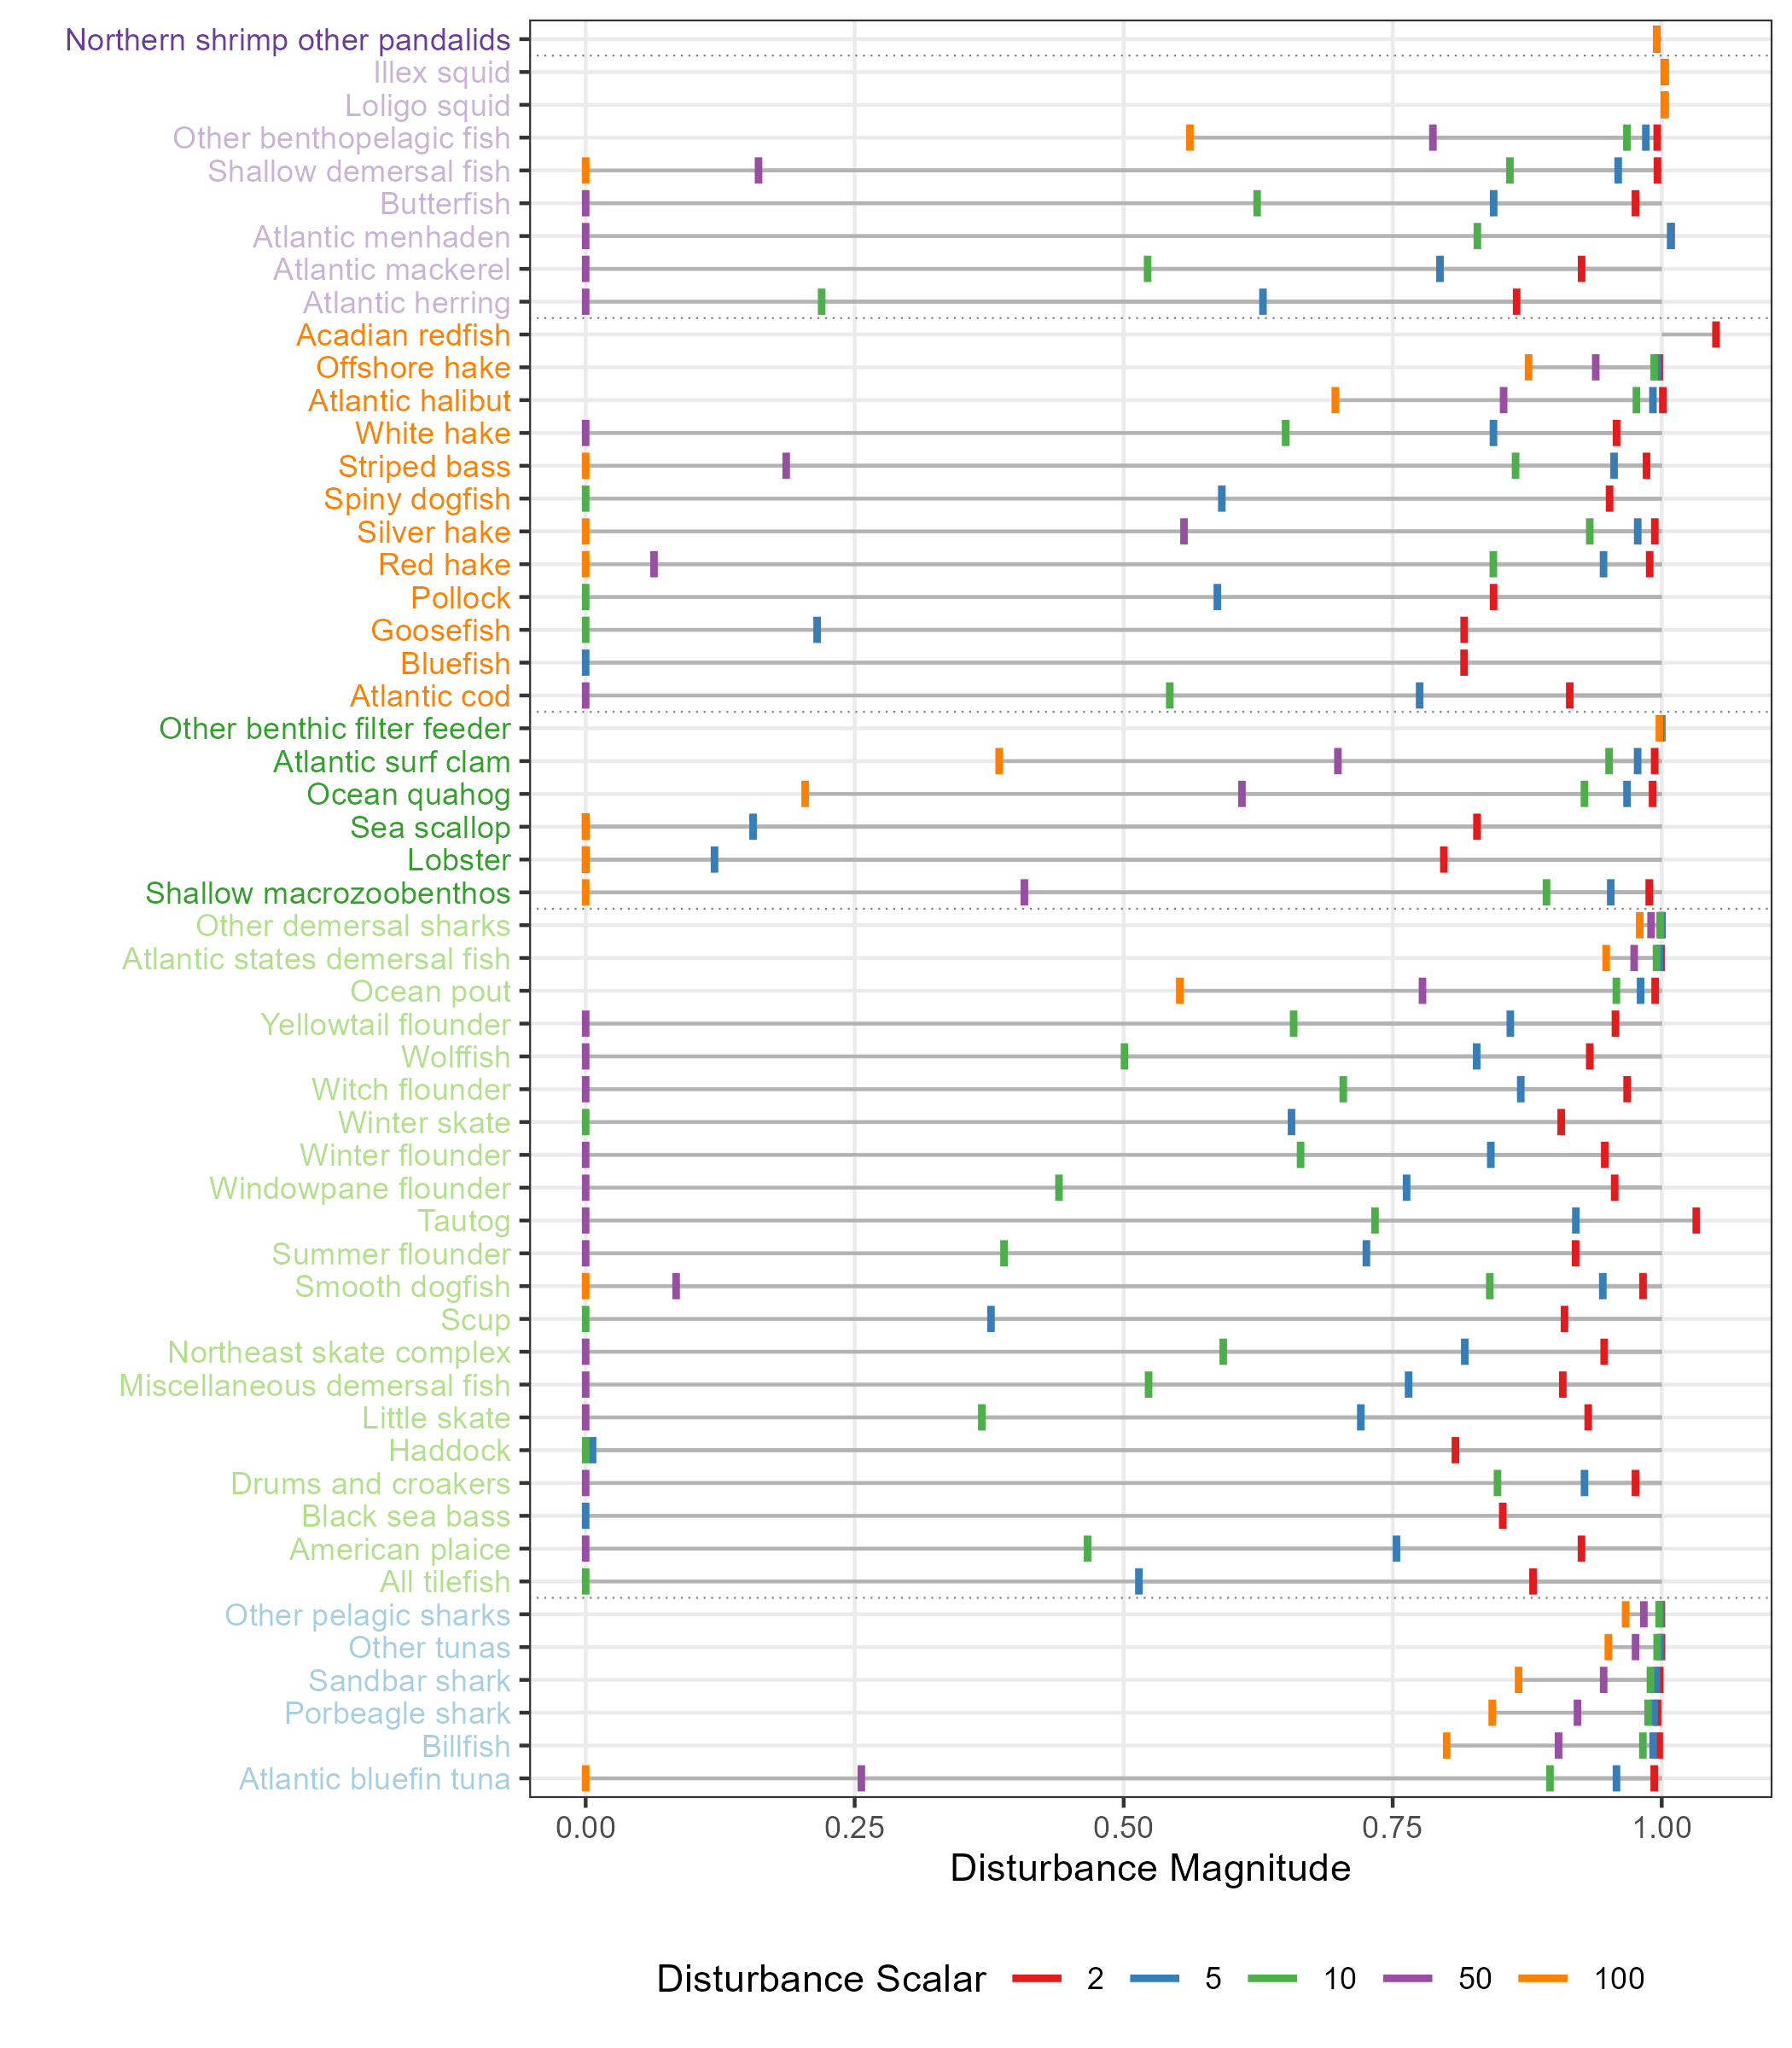 Northern shrimp other pandalids
Illex squid
Loligo squid
Other benthopelagic fish
Shallow demersal fish
Butterfish
Atlantic menhaden
Atlantic mackerel
Atlantic herring
Acadian redfish
Offshore hake
Atlantic halibut
White hake
Striped bass
Spiny dogfish
Silver hake
Red hake
Pollock
Goosefish
Bluefish
Atlantic cod
Other benthic filter feeder
Atlantic surf clam
Ocean quahog
Sea scallop
Lobster
Shallow macrozoobenthos
Other demersal sharks
Atlantic states demersal fish
Ocean pout
Yellowtail flounder
Wolffish
Witch flounder
Winter skate
Winter flounder
Windowpane flounder
Tautog
Summer flounder
Smooth dogfish
Scup
Northeast skate complex
Miscellaneous demersal fish
Little skate
Haddock
Drums and croakers
Black sea bass
American plaice
All tilefish
Other pelagic sharks
Other tunas
Sandbar shark
Porbeagle shark
Billfish
Atlantic bluefin tuna
0.00 0.25 0.50 0.75 1.00
Disturbance Magnitude
Disturbance Scalar 2 5 10 50 100